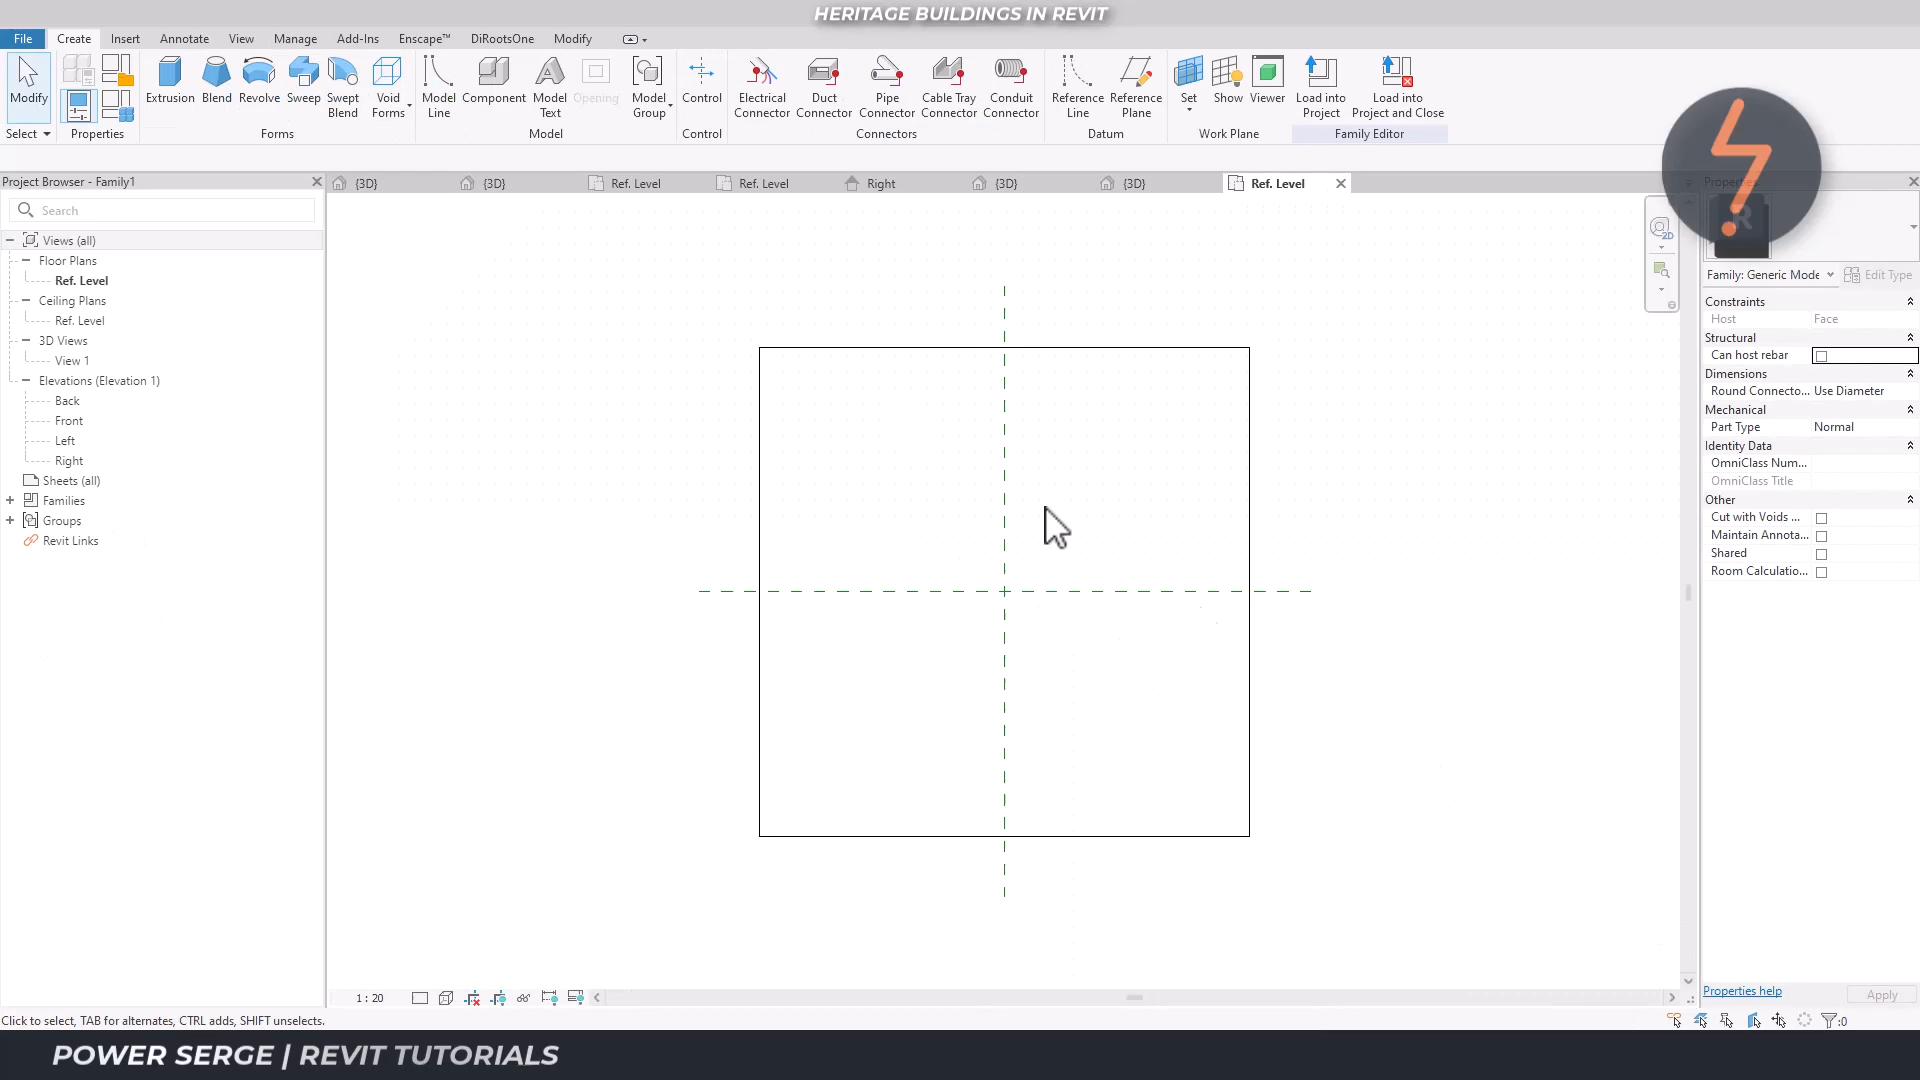 HERITAGE BUILDINGS IN REVIT
File Create Insert Annotate View Manage Add-Ins Enscape™ DiRootsOne Modify
Modify Extrusion Blend Revolve Sweep Swept Blend Void Forms Model Line Component Model Text Opening Model Group Control Electrical Connector Duct Connector Pipe Connector Cable Tray Connector Conduit Connector Reference Line Reference Plane Set Show Viewer Load into Project Load into Project and Close
Select Properties Forms Model Control Connectors Datum Work Plane Family Editor
Project Browser - Family1
{3D} {3D} Ref. Level Ref. Level Right {3D} {3D} Ref. Level
Properties
Search
Views (all)
Floor Plans
Ref. Level
Ceiling Plans
Ref. Level
3D Views
View 1
Elevations (Elevation 1)
Back
Front
Left
Right
Sheets (all)
Families
Groups
Revit Links
2D
R
Family: Generic Mode Edit Type
Constraints
Host Face
Structural
Can host rebar
Dimensions
Round Connecto... Use Diameter
Mechanical
Part Type Normal
Identity Data
OmniClass Num...
OmniClass Title
Other
Cut with Voids ...
Maintain Annota...
Shared
Room Calculatio...
Properties help Apply
1 : 20
Click to select, TAB for alternates, CTRL adds, SHIFT unselects.
:0
POWER SERGE | REVIT TUTORIALS